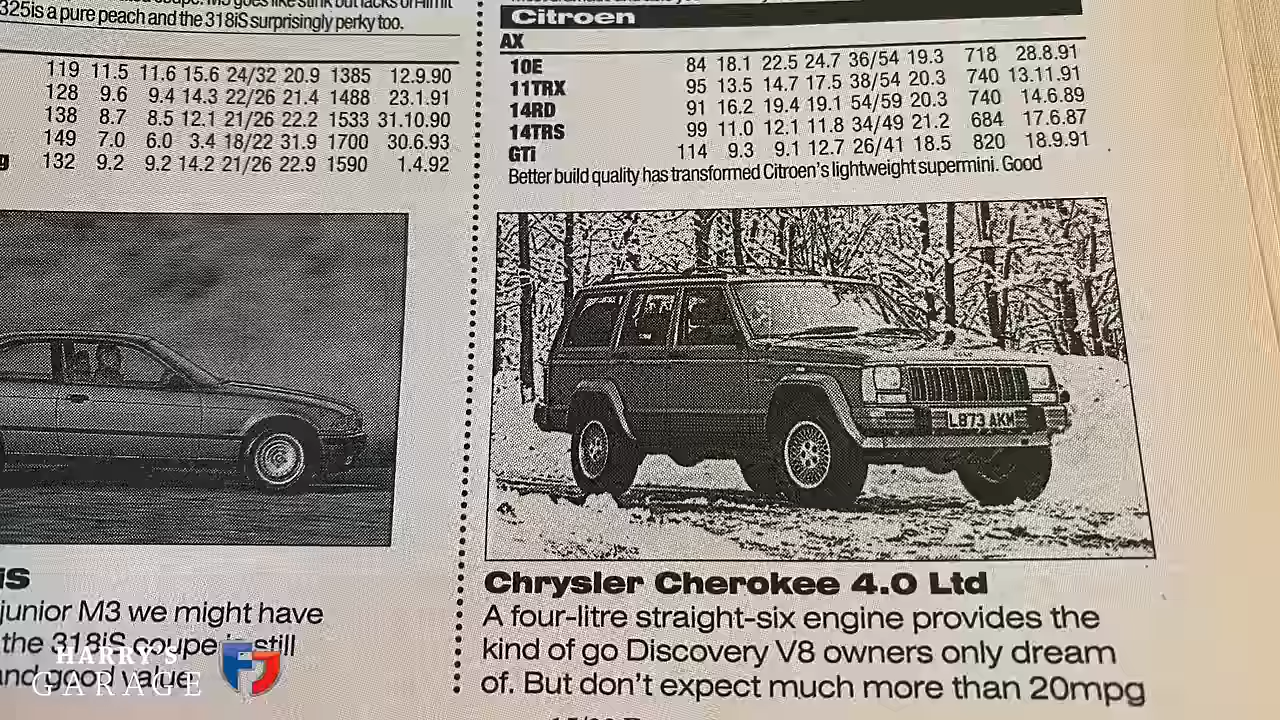 325is a pure peach and the 318iS surprisingly perky too.
119 11.5 11.6 15.6 24/32 20.9 1385 12.9.90
128 9.6 9.4 14.3 22/26 21.4 1488 23.1.91
138 8.7 8.5 12.1 21/26 22.2 1533 31.10.90
149 7.0 6.0 3.4 18/22 31.9 1700 30.6.93
132 9.2 9.2 14.2 21/26 22.9 1590 1.4.92
iS
junior M3 we might have
the 318iS coupe is still
and good value
HARRY'S
GARAGE
Citroen
AX
10E 84 18.1 22.5 24.7 36/54 19.3 718 28.8.91
11TRX 95 13.5 14.7 17.5 38/54 20.3 740 13.11.91
14RD 91 16.2 19.4 19.1 54/59 20.3 740 14.6.89
14TRS 99 11.0 12.1 11.8 34/49 21.2 684 17.6.87
GTi 114 9.3 9.1 12.7 26/41 18.5 820 18.9.91
Better build quality has transformed Citroen's lightweight supermini. Good
L873 AKM
Chrysler Cherokee 4.0 Ltd
A four-litre straight-six engine provides the
kind of go Discovery V8 owners only dream
of. But don't expect much more than 20mpg